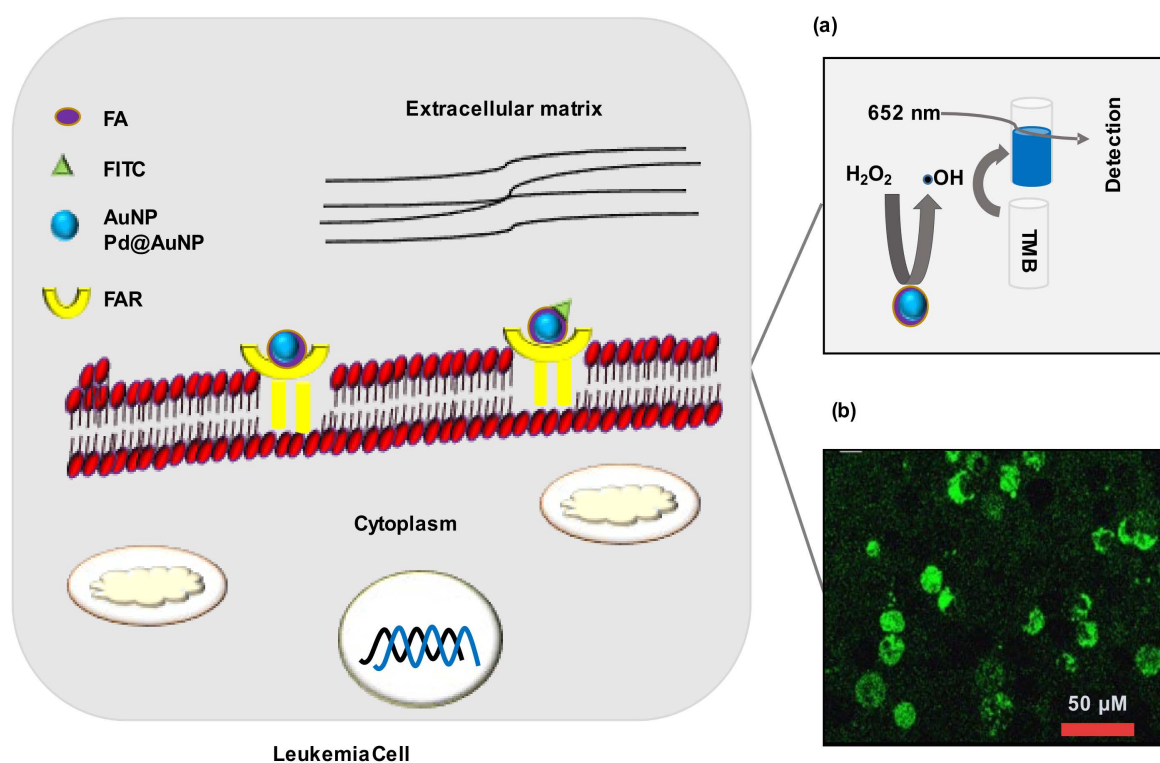 (a)
FA
FITC
AuNP
Pd@AuNP
FAR
Extracellular matrix
Cytoplasm
Leukemia Cell
652 nm
H₂O₂
•OH
TMB
Detection
(b)
50 µM